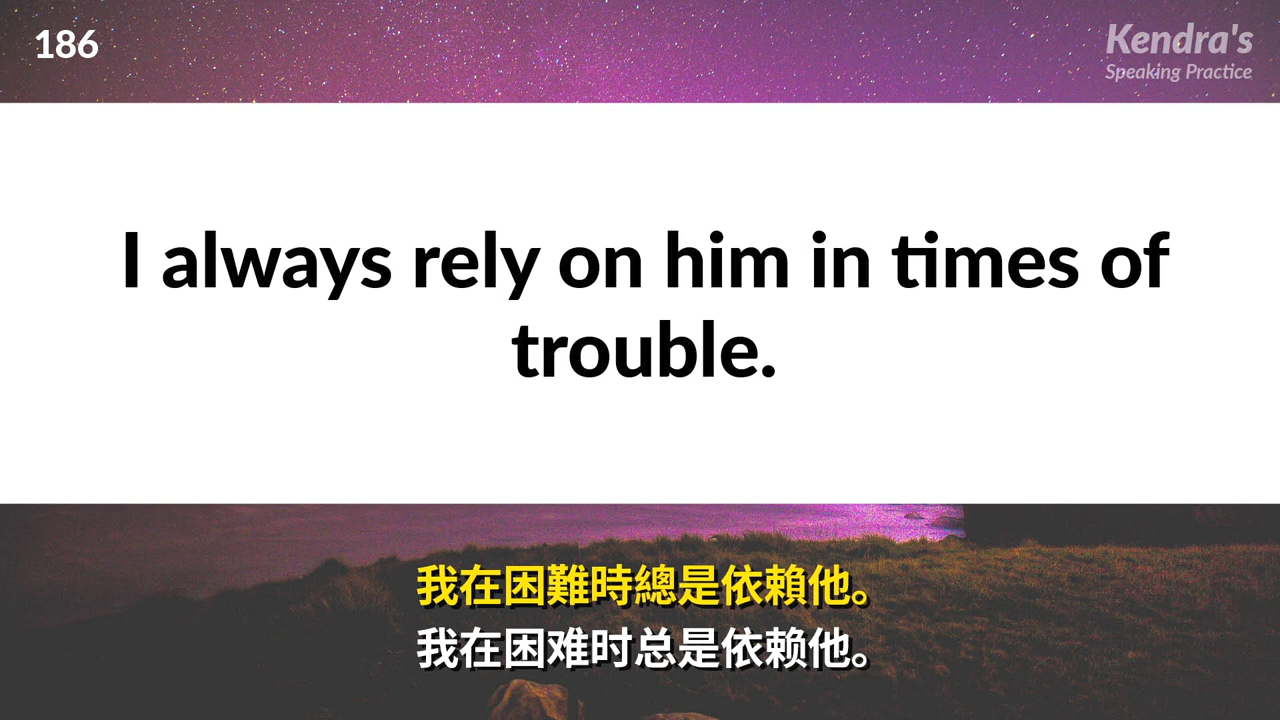 186
Kendra's
Speaking Practice
I always rely on him in times of
trouble.
我在困難時總是依賴他。
我在困难时总是依赖他。